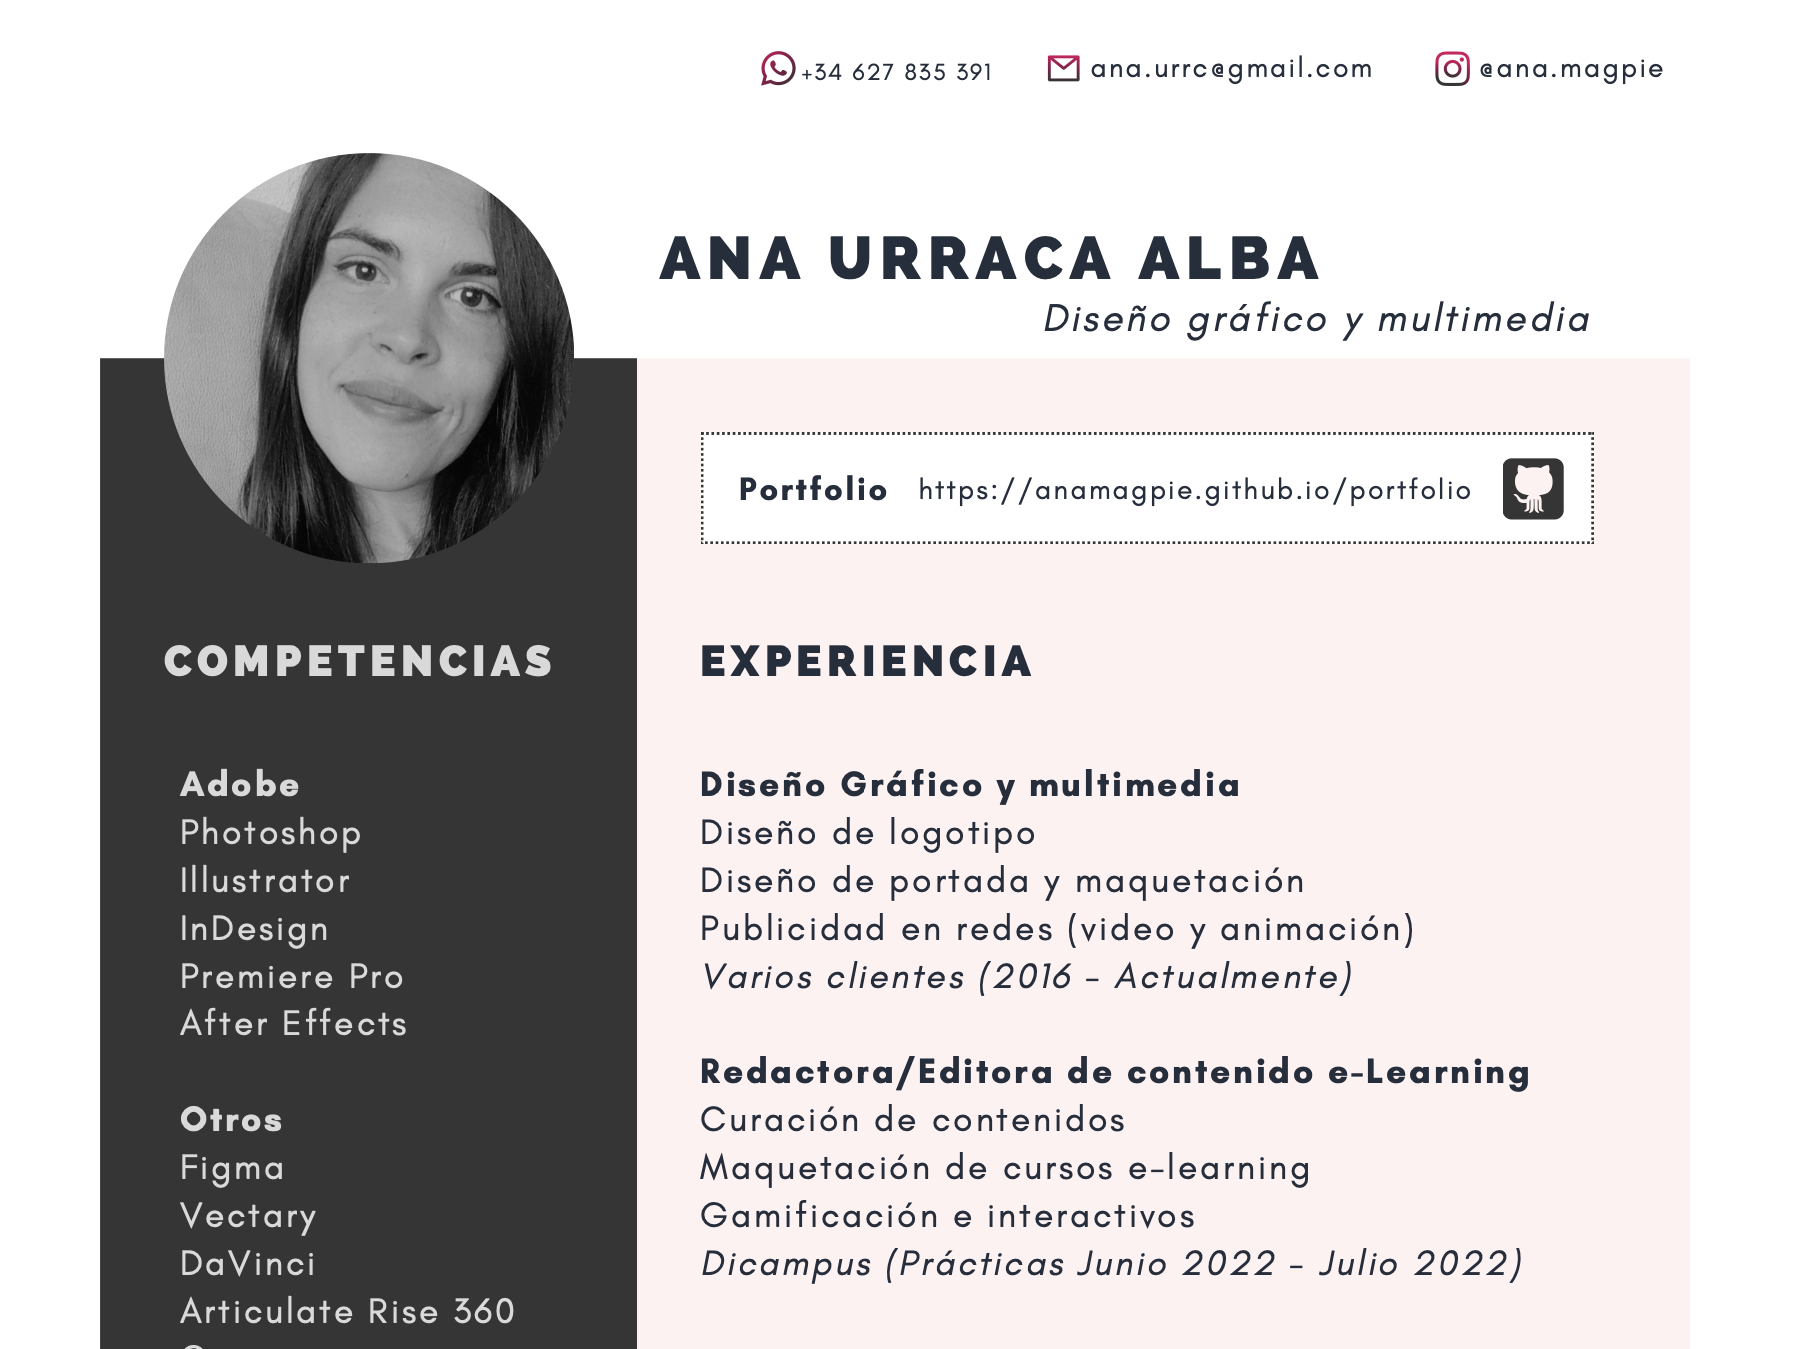 +34 627 835 391
ana.urrc@gmail.com
@ana.magpie
ANA URRACA ALBA
Diseño gráfico y multimedia
Portfolio https://anamagpie.github.io/portfolio
COMPETENCIAS
Adobe
Photoshop
Illustrator
InDesign
Premiere Pro
After Effects
Otros
Figma
Vectary
DaVinci
Articulate Rise 360
EXPERIENCIA
Diseño Gráfico y multimedia
Diseño de logotipo
Diseño de portada y maquetación
Publicidad en redes (video y animación)
Varios clientes (2016 - Actualmente)
Redactora/Editora de contenido e-Learning
Curación de contenidos
Maquetación de cursos e-learning
Gamificación e interactivos
Dicampus (Prácticas Junio 2022 - Julio 2022)